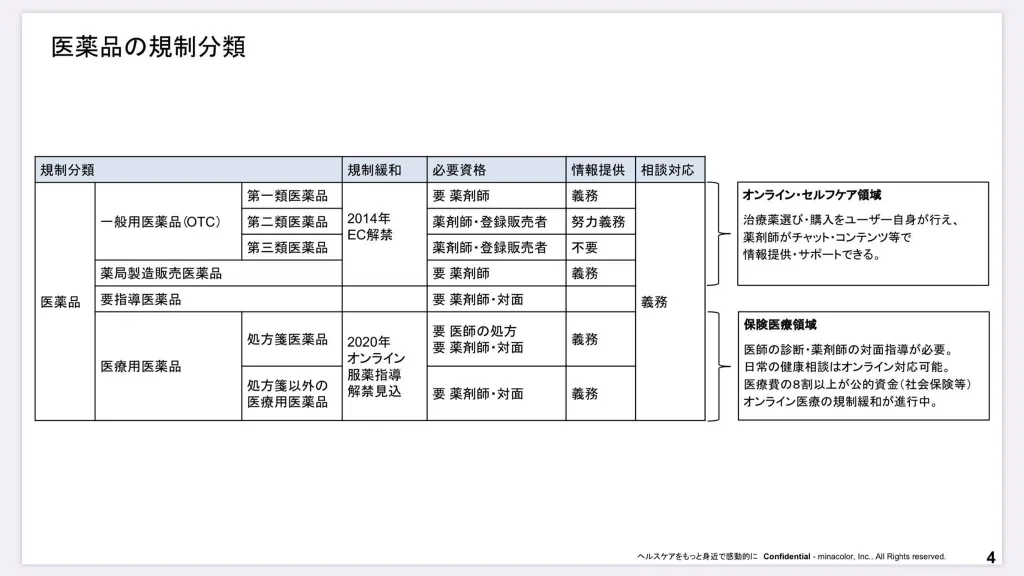 医薬品の規制分類
規制分類 規制緩和 必要資格 情報提供 相談対応
医薬品
一般用医薬品(OTC)
第一類医薬品
2014年
EC解禁
要 薬剤師
義務
義務
第二類医薬品
薬剤師・登録販売者
努力義務
第三類医薬品
薬剤師・登録販売者
不要
薬局製造販売医薬品
要 薬剤師
義務
要指導医薬品
要 薬剤師・対面
医療用医薬品
処方箋医薬品
2020年
オンライン
服薬指導
解禁見込
要 医師の処方
要 薬剤師・対面
義務
処方箋以外の
医療用医薬品
要 薬剤師・対面
義務
オンライン・セルフケア領域
治療薬選び・購入をユーザー自身が行え、
薬剤師がチャット・コンテンツ等で
情報提供・サポートできる。
保険医療領域
医師の診断・薬剤師の対面指導が必要。
日常の健康相談はオンライン対応可能。
医療費の8割以上が公的資金(社会保険等)
オンライン医療の規制緩和が進行中。
ヘルスケアをもっと身近で感動的に Confidential - minacolor, Inc.. All Rights reserved.
4